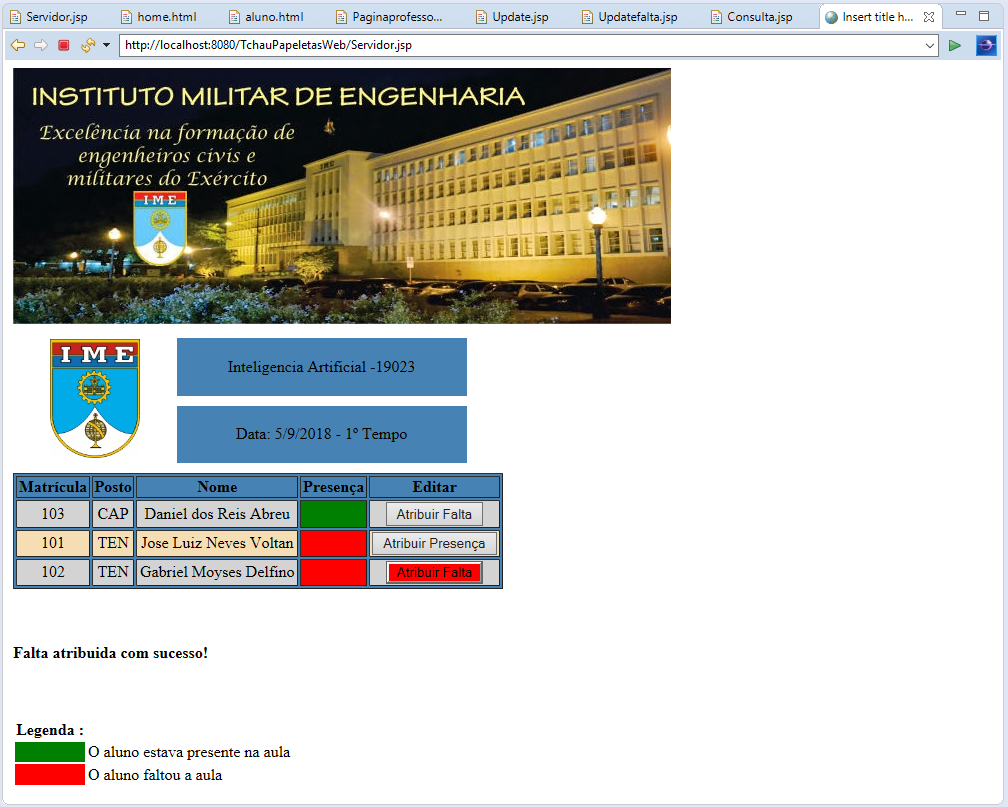 Servidor.jsp home.html aluno.html Paginaprofesso... Update.jsp Updatefalta.jsp Consulta.jsp Insert title h...
http://localhost:8080/TchauPapeletasWeb/Servidor.jsp
INSTITUTO MILITAR DE ENGENHARIA
Excelência na formação de
engenheiros civis e
militares do Exército
IME
IME
IME
Inteligencia Artificial -19023
Data: 5/9/2018 - 1º Tempo
Matrícula Posto Nome Presença Editar
103 CAP Daniel dos Reis Abreu Atribuir Falta
101 TEN Jose Luiz Neves Voltan Atribuir Presença
102 TEN Gabriel Moyses Delfino Atribuir Falta
Falta atribuida com sucesso!
Legenda :
O aluno estava presente na aula
O aluno faltou a aula